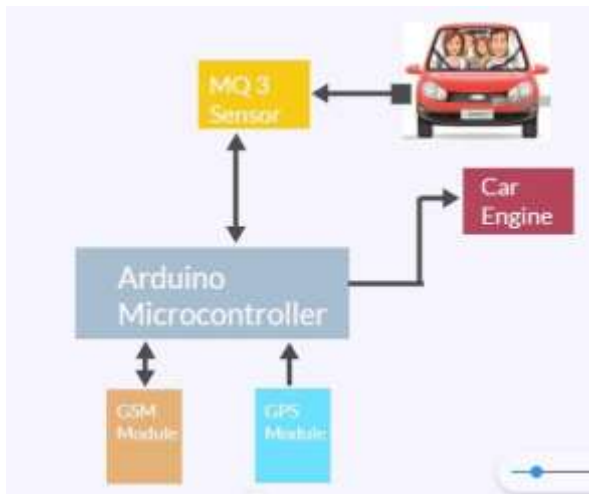 MQ 3
Sensor
Car
Engine
Arduino
Microcontroller
GSM
Module
GPS
Module